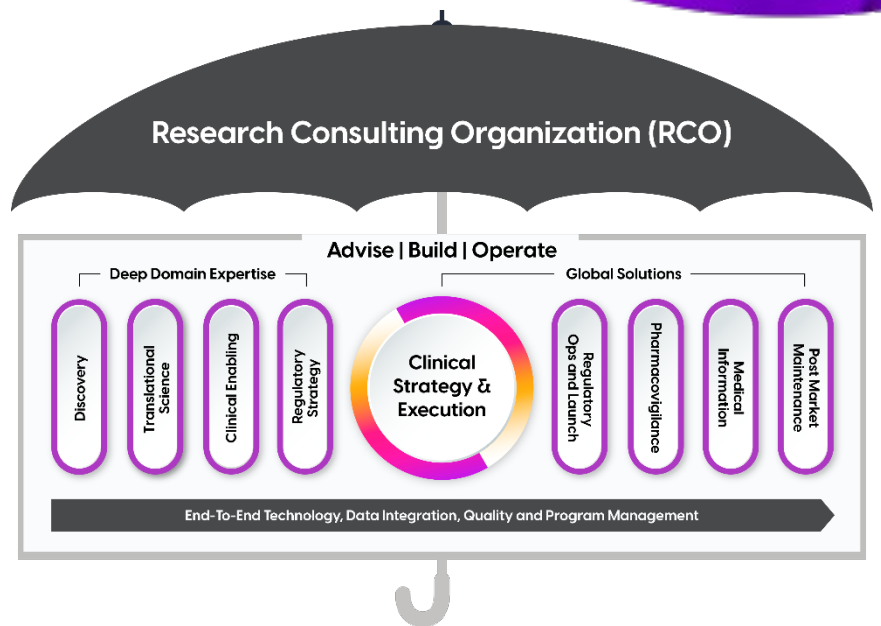 Research Consulting Organization (RCO)
Advise | Build | Operate
Deep Domain Expertise
Global Solutions
Discovery
Translational
Science
Clinical Enabling
Regulatory
Strategy
Clinical
Strategy &
Execution
Regulatory
Ops and Launch
Pharmacovigilance
Medical
Information
Post Market
Maintenance
End-To-End Technology, Data Integration, Quality and Program Management